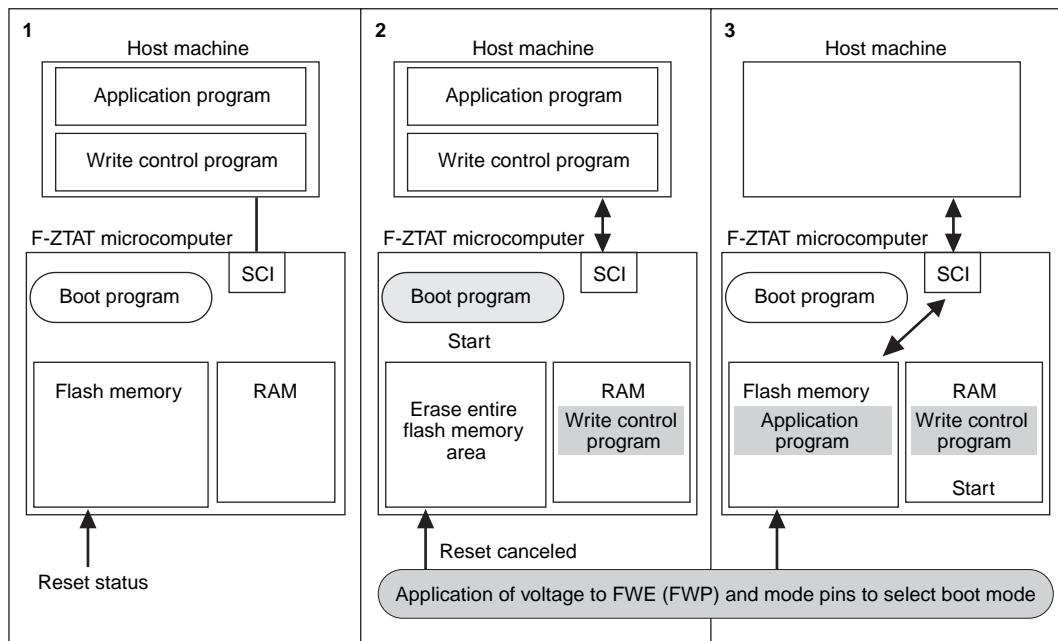 1
Host machine
Application program
Write control program
F-ZTAT microcomputer
SCI
Boot program
Flash memory
RAM
Reset status
2
Host machine
Application program
Write control program
F-ZTAT microcomputer
SCI
Boot program
Start
Erase entire
flash memory
area
RAM
Write control
program
Reset canceled
3
Host machine
F-ZTAT microcomputer
SCI
Boot program
Flash memory
Application
program
RAM
Write control
program
Start
Application of voltage to FWE (FWP) and mode pins to select boot mode